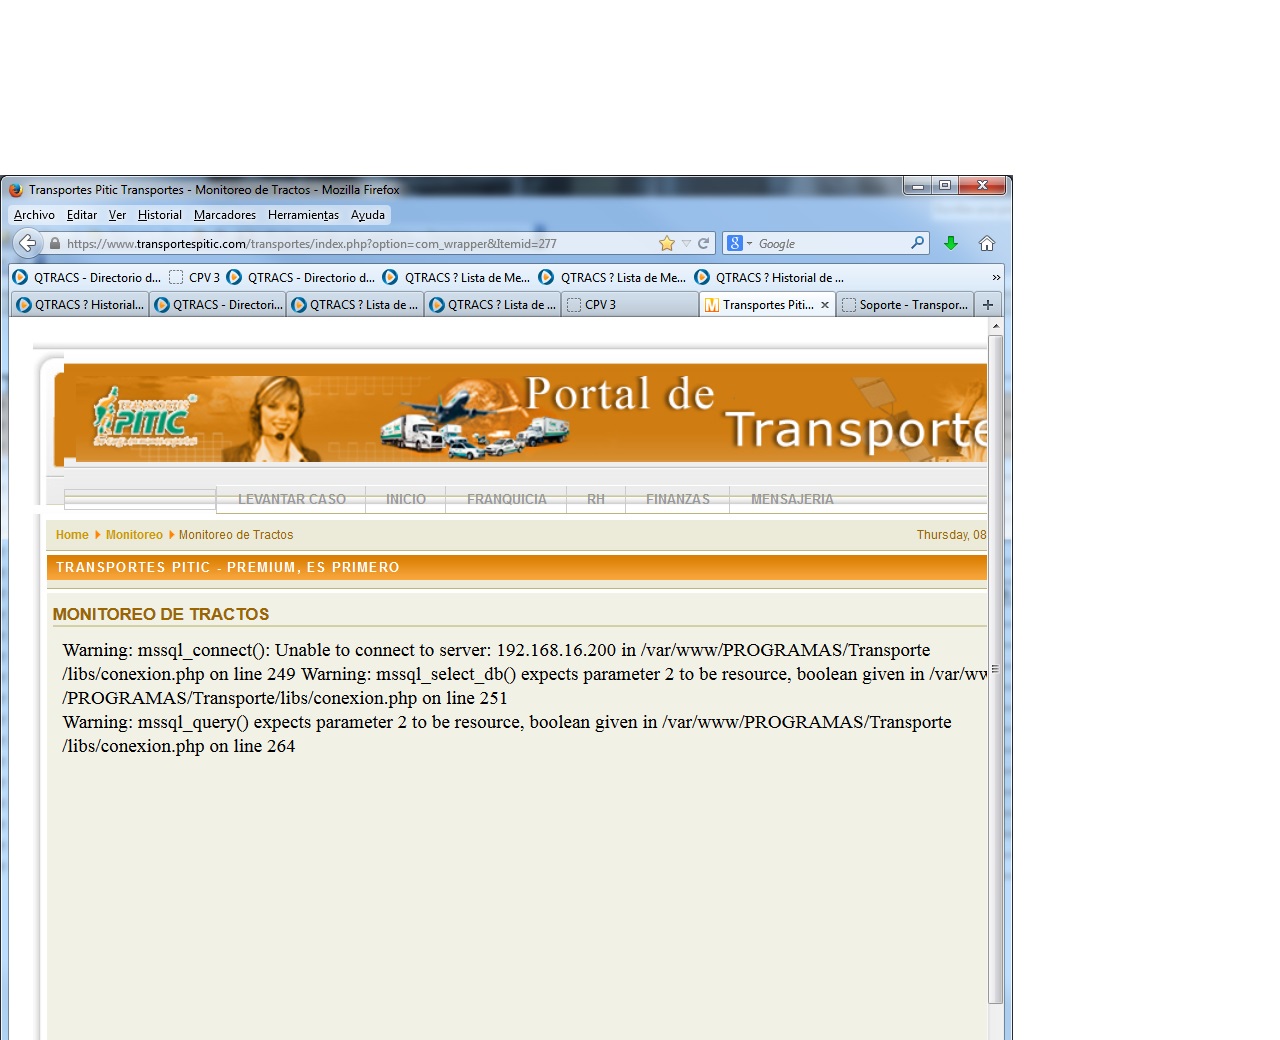 Transportes Pitic Transportes - Monitoreo de Tractos - Mozilla Firefox
Archivo Editar Ver Historial Marcadores Herramientas Ayuda
https://www.transportespitic.com/transportes/index.php?option=com_wrapper&Itemid=277 Google
QTRACS - Directorio d... CPV 3 QTRACS - Directorio d... QTRACS ? Lista de Me... QTRACS ? Lista de Me... QTRACS ? Historial de ...
QTRACS ? Historial... QTRACS - Directori... QTRACS ? Lista de ... QTRACS ? Lista de ... CPV 3 Transportes Piti... Soporte - Transpor...
TRANSPORTES
PITIC
Portal de
Transporte
LEVANTAR CASO INICIO FRANQUICIA RH FINANZAS MENSAJERIA
Home Monitoreo Monitoreo de Tractos Thursday, 08
TRANSPORTES PITIC - PREMIUM, ES PRIMERO
MONITOREO DE TRACTOS
Warning: mssql_connect(): Unable to connect to server: 192.168.16.200 in /var/www/PROGRAMAS/Transporte
/libs/conexion.php on line 249 Warning: mssql_select_db() expects parameter 2 to be resource, boolean given in /var/ww
/PROGRAMAS/Transporte/libs/conexion.php on line 251
Warning: mssql_query() expects parameter 2 to be resource, boolean given in /var/www/PROGRAMAS/Transporte
/libs/conexion.php on line 264